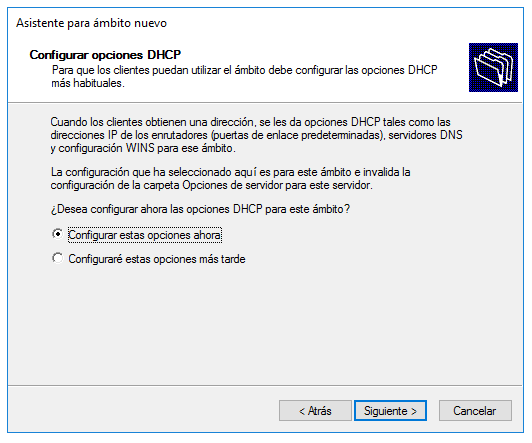 Asistente para ámbito nuevo
Configurar opciones DHCP
Para que los clientes puedan utilizar el ámbito debe configurar las opciones DHCP
más habituales.
Cuando los clientes obtienen una dirección, se les da opciones DHCP tales como las
direcciones IP de los enrutadores (puertas de enlace predeterminadas), servidores DNS
y configuración WINS para ese ámbito.
La configuración que ha seleccionado aquí es para este ámbito e invalida la
configuración de la carpeta Opciones de servidor para este servidor.
¿Desea configurar ahora las opciones DHCP para este ámbito?
Configurar estas opciones ahora
Configuraré estas opciones más tarde
< Atrás
Siguiente >
Cancelar